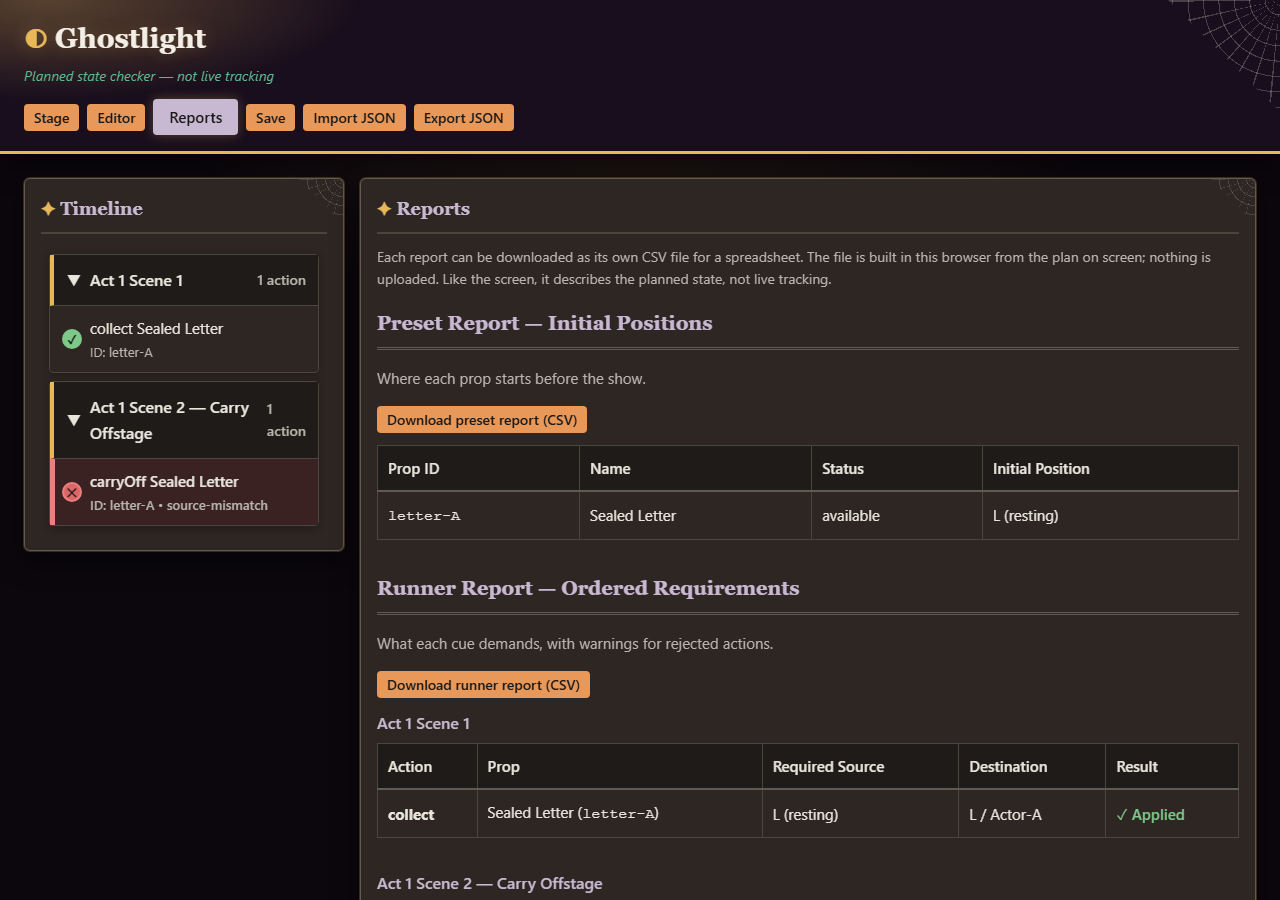 Ghostlight
Planned state checker — not live tracking
Stage Editor Reports Save Import JSON Export JSON
Timeline
Act 1 Scene 1 1 action
collect Sealed Letter
ID: letter-A
Act 1 Scene 2 — Carry Offstage 1 action
carryOff Sealed Letter
ID: letter-A • source-mismatch
Reports
Each report can be downloaded as its own CSV file for a spreadsheet. The file is built in this browser from the plan on screen; nothing is
uploaded. Like the screen, it describes the planned state, not live tracking.
Preset Report — Initial Positions
Where each prop starts before the show.
Download preset report (CSV)
Prop ID Name Status Initial Position
letter-A Sealed Letter available L (resting)
Runner Report — Ordered Requirements
What each cue demands, with warnings for rejected actions.
Download runner report (CSV)
Act 1 Scene 1
Action Prop Required Source Destination Result
collect Sealed Letter (letter-A) L (resting) L / Actor-A ✓ Applied
Act 1 Scene 2 — Carry Offstage